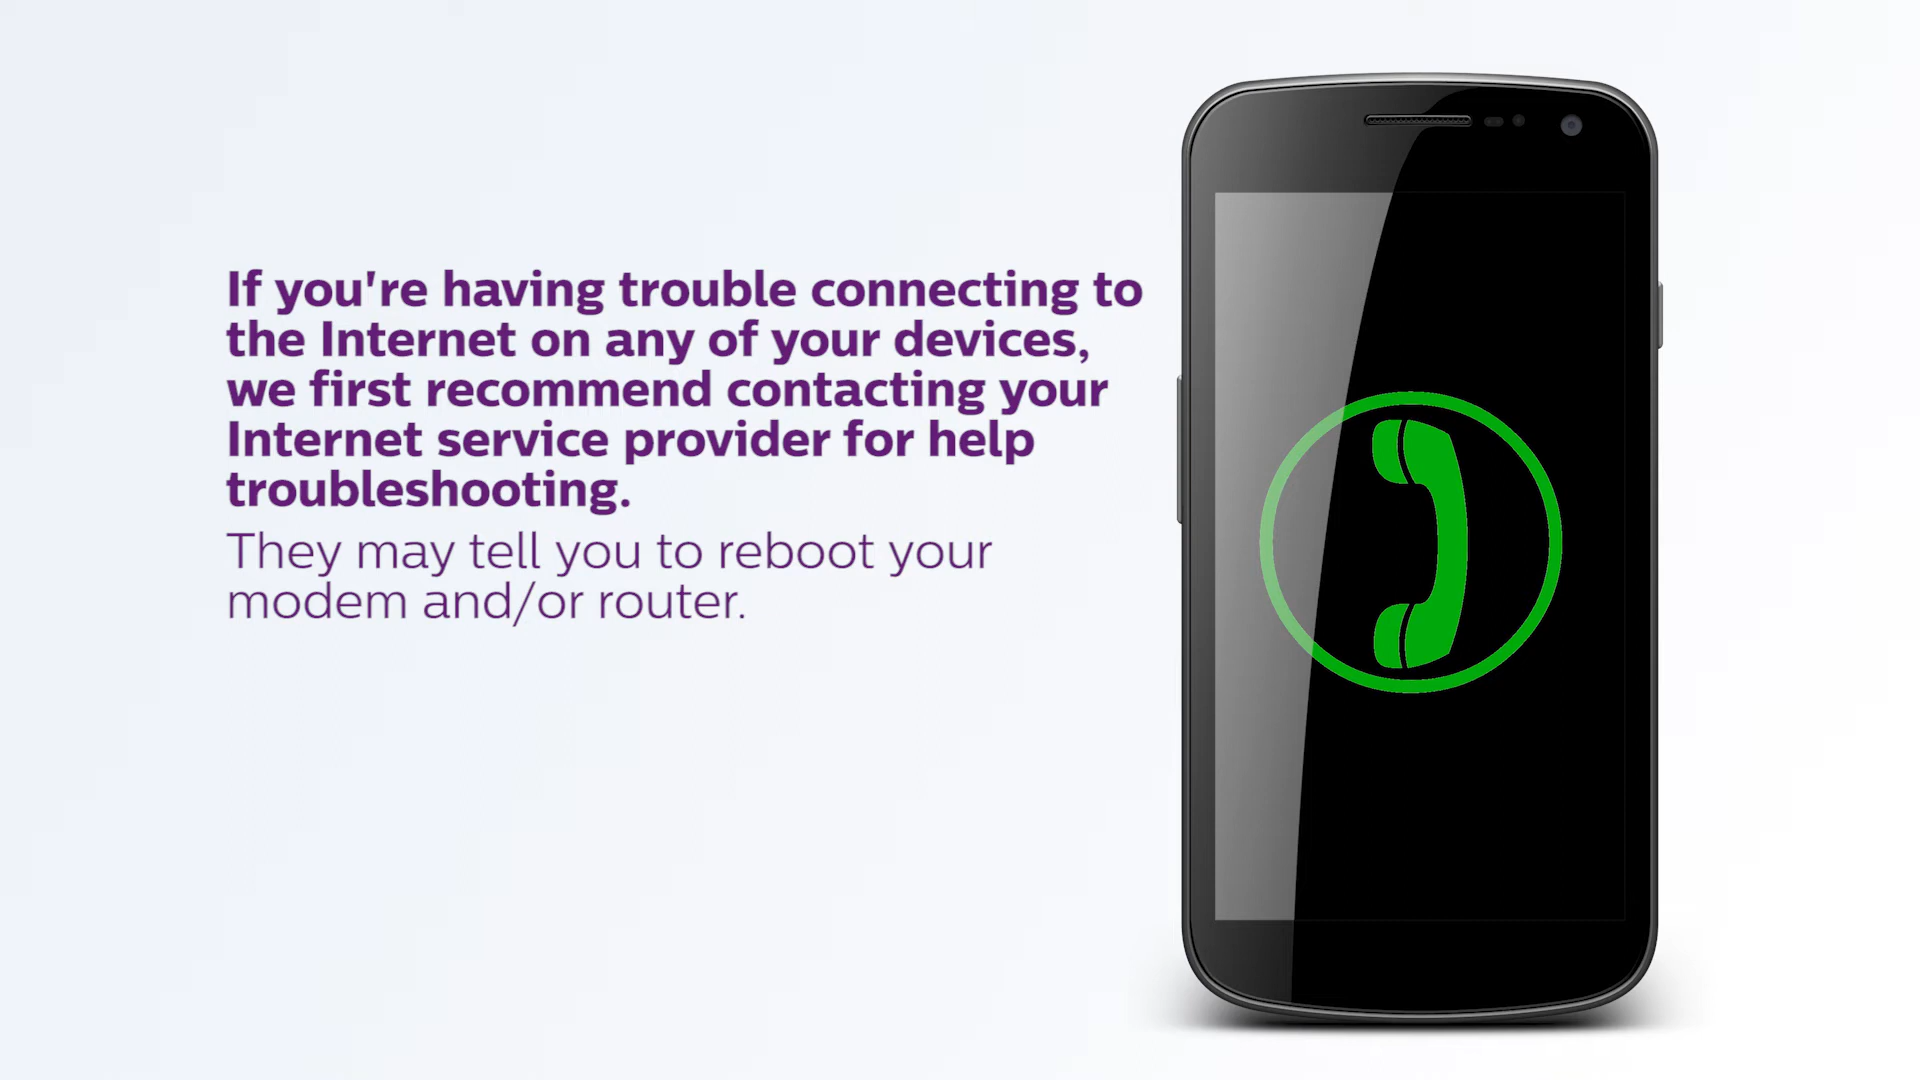 If you're having trouble connecting to
the Internet on any of your devices,
we first recommend contacting your
Internet service provider for help
troubleshooting.
They may tell you to reboot your
modem and/or router.